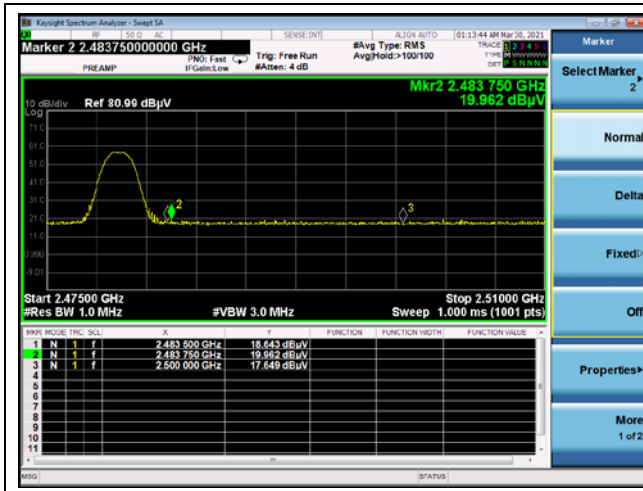 Keysight Spectrum Analyzer - Swept SA
RF 50 Ω AC SENSE:INT ALIGN AUTO 01:13:44 AM Mar 30, 2021
Marker 2 2.483750000000 GHz
PREAMP
PNO: Fast
IFGain:Low
Trig: Free Run
#Atten: 4 dB
#Avg Type: RMS
Avg|Hold:>100/100
TRACE 1 2 3 4 5 6
TYPE M WWWWW
DET P S N N N N
Mkr2 2.483 750 GHz
19.962 dBµV
10 dB/div Ref 80.99 dBµV
Log
71.0
61.0
51.0
41.0
31.0
21.0
11.0
0.990
-9.01
2
3
Start 2.47500 GHz Stop 2.51000 GHz
#Res BW 1.0 MHz #VBW 3.0 MHz Sweep 1.000 ms (1001 pts)
MKR MODE TRC SCL X Y FUNCTION FUNCTION WIDTH FUNCTION VALUE
1 N 1 f 2.483 500 GHz 18.643 dBµV
2 N 1 f 2.483 750 GHz 19.962 dBµV
3 N 1 f 2.500 000 GHz 17.649 dBµV
4
5
6
7
8
9
10
11
MSG STATUS
Marker
Select Marker
2
Normal
Delta
Fixed
Off
Properties
More
1 of 2